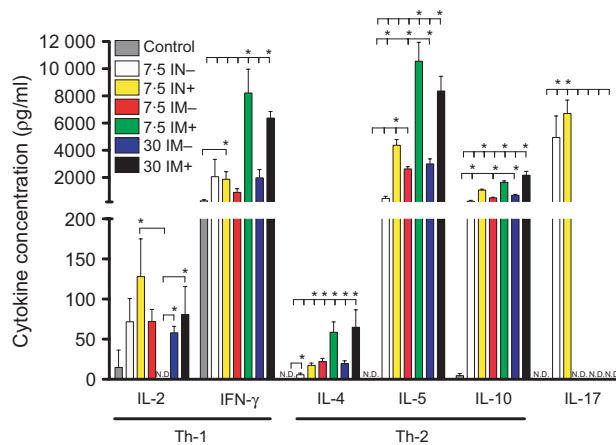 Cytokine concentration (ρg/ml)
12 000
10 000
8000
6000
4000
2000
200
150
100
50
0
Control
7·5 IN–
7·5 IN+
7·5 IM–
7·5 IM+
30 IM–
30 IM+
* * *
* *
* * *
* * * * * *
* * *
* *
* * * * *
* * *
* *
N.D. N.D. N.D. N.D. N.D. N.D.N.D.
IL-2 IFN-γ IL-4 IL-5 IL-10 IL-17
Th-1 Th-2